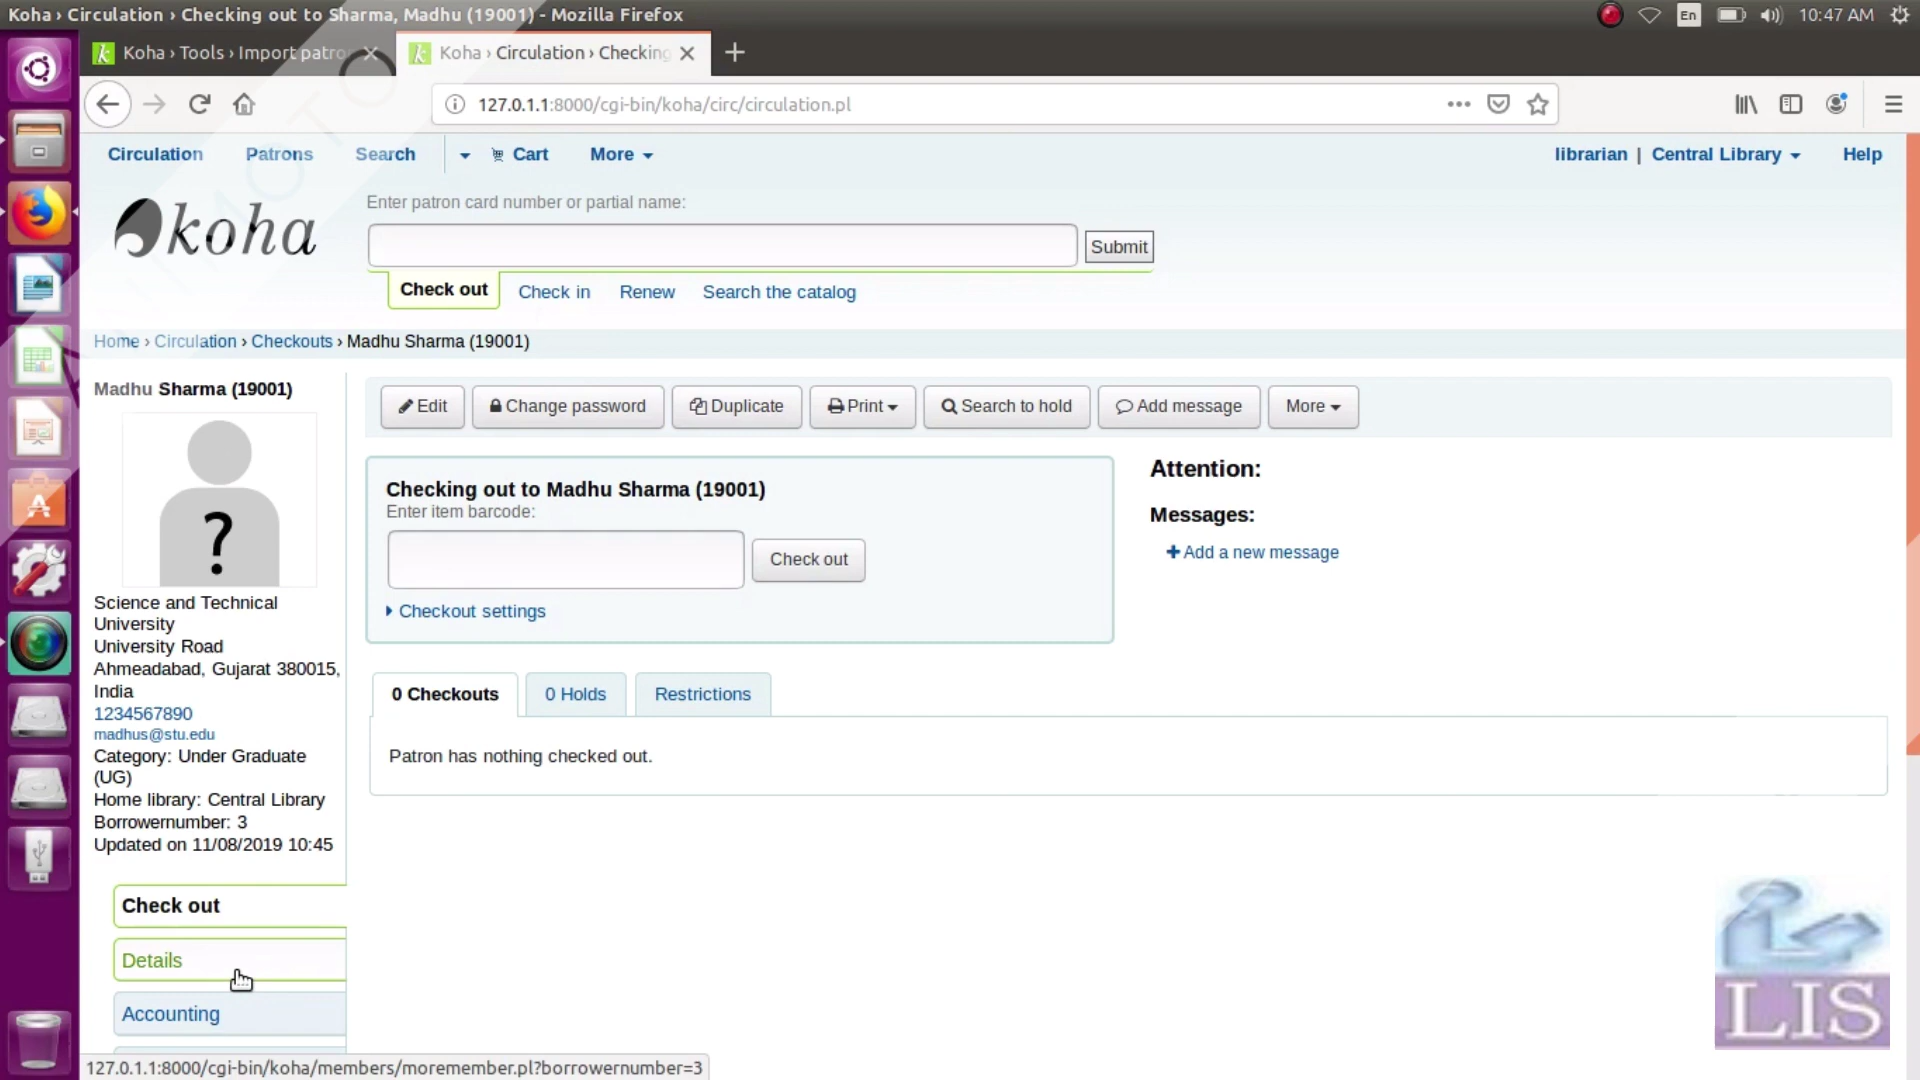 Koha › Circulation › Checking out to Sharma, Madhu (19001) - Mozilla Firefox
En
10:47 AM
Koha › Tools › Import patro
Koha › Circulation › Checking
127.0.1.1:8000/cgi-bin/koha/circ/circulation.pl
Circulation
Patrons
Search
Cart
More
librarian | Central Library
Help
koha
Enter patron card number or partial name:
Submit
Check out
Check in
Renew
Search the catalog
Home › Circulation › Checkouts › Madhu Sharma (19001)
Madhu Sharma (19001)
?
Science and Technical
University
University Road
Ahmeadabad, Gujarat 380015,
India
1234567890
madhus@stu.edu
Category: Under Graduate
(UG)
Home library: Central Library
Borrowernumber: 3
Updated on 11/08/2019 10:45
Check out
Details
Accounting
Edit
Change password
Duplicate
Print
Search to hold
Add message
More
Checking out to Madhu Sharma (19001)
Enter item barcode:
Check out
Checkout settings
Attention:
Messages:
Add a new message
0 Checkouts
0 Holds
Restrictions
Patron has nothing checked out.
LIS
127.0.1.1:8000/cgi-bin/koha/members/moremember.pl?borrowernumber=3